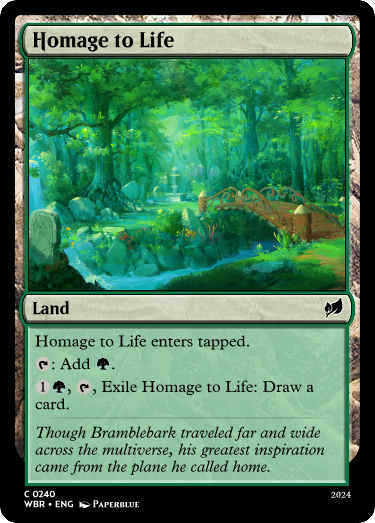 Homage to Life
Land
Homage to Life enters tapped.
: Add .
1 , , Exile Homage to Life: Draw a
card.
Though Bramblebark traveled far and wide
across the multiverse, his greatest inspiration
came from the plane he called home.
C 0240
2024
WBR • ENG PAPERBLUE